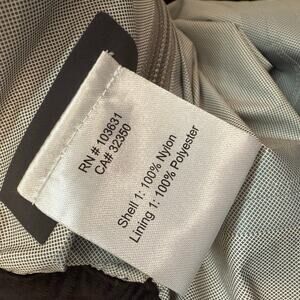 RN # 103631
CA# 32350
Shell 1: 100% Nylon
Lining 1: 100% Polyester